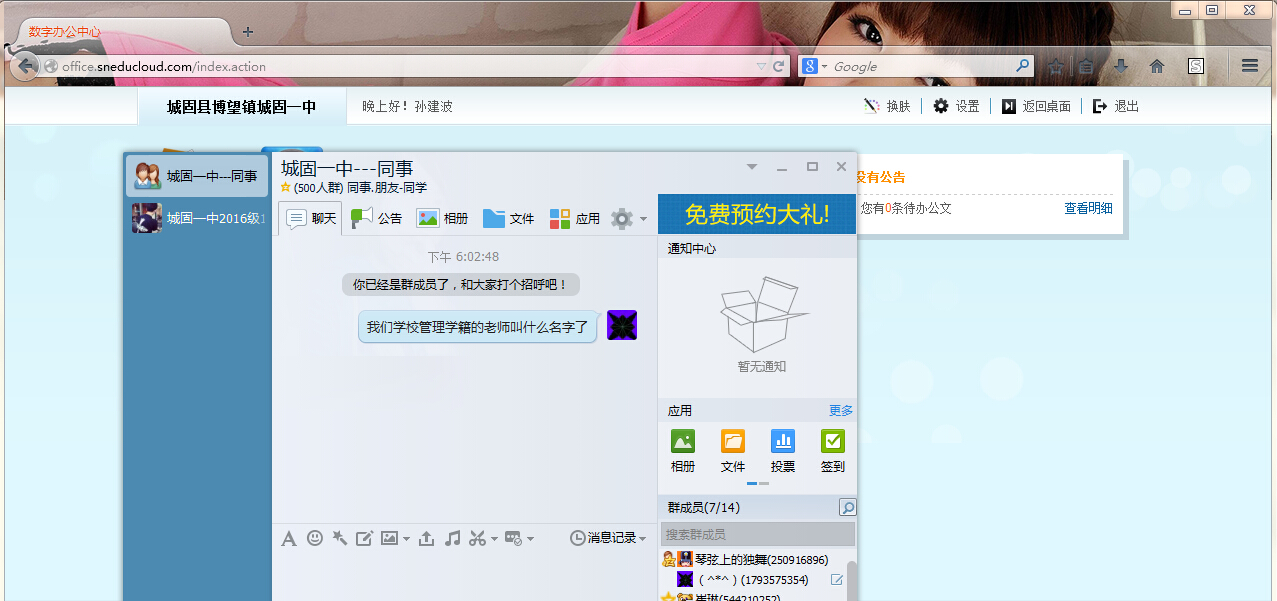 数字办公中心
office.sneducloud.com/index.action
Google
城固县博望镇城固一中
晚上好！孙建波
换肤
设置
返回桌面
退出
城固一中---同事
城固一中2016级1
城固一中---同事
(500人群) 同事.朋友-同学
聊天
公告
相册
文件
应用
下午 6:02:48
你已经是群成员了，和大家打个招呼吧！
我们学校管理学籍的老师叫什么名字了
消息记录
免费预约大礼!
通知中心
暂无通知
应用
更多
相册
文件
投票
签到
群成员(7/14)
搜索群成员
琴弦上的独舞(250916896)
( ^*^ ) (1793575354)
崔琳(544210252)
没有公告
您有0条待办公文
查看明细